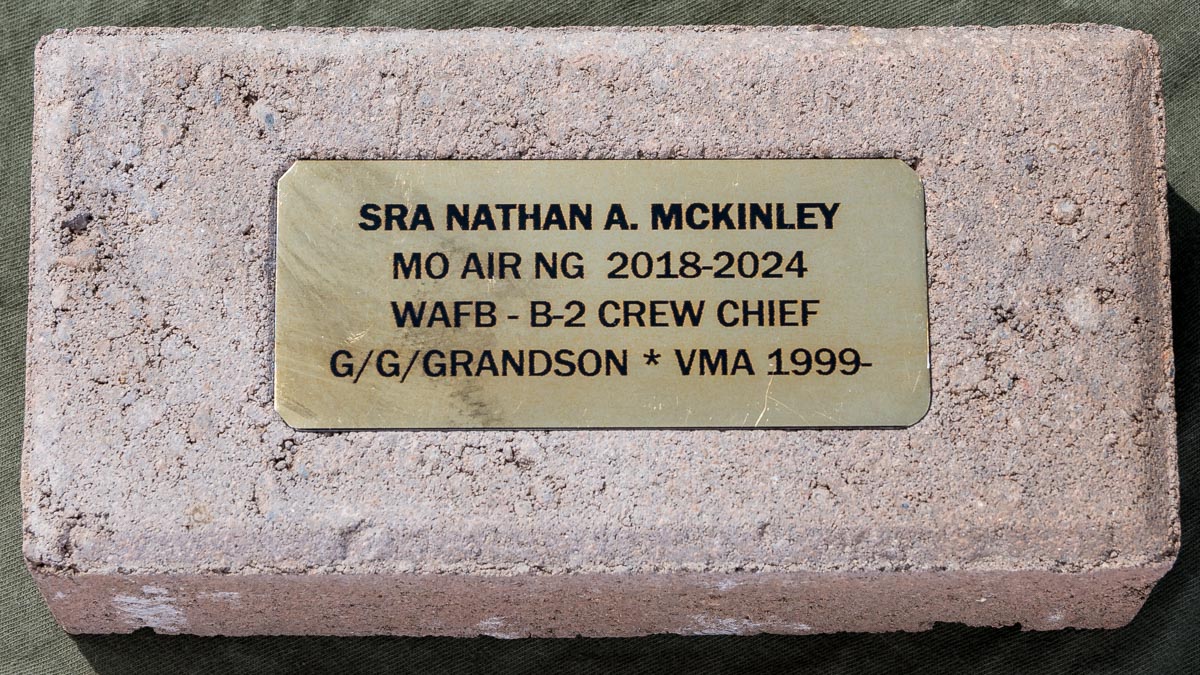 SRA NATHAN A. MCKINLEY
MO AIR NG 2018-2024
WAFB - B-2 CREW CHIEF
G/G/GRANDSON * VMA 1999-